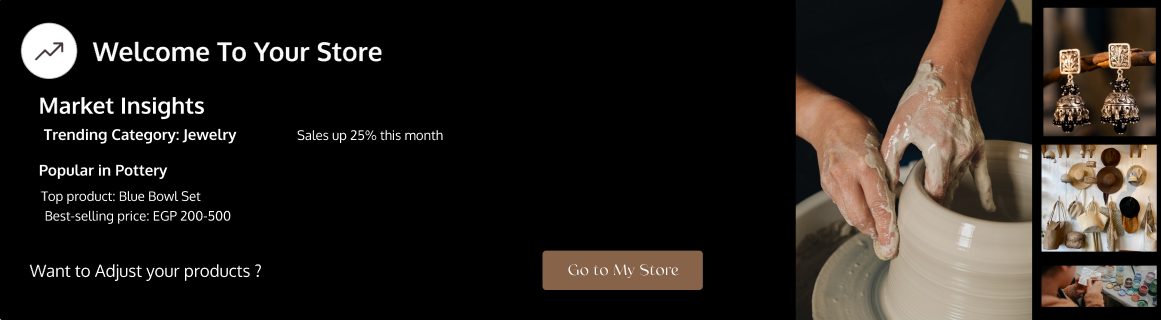 Welcome To Your Store
Market Insights
Trending Category: Jewelry
Sales up 25% this month
Popular in Pottery
Top product: Blue Bowl Set
Best-selling price: EGP 200-500
Want to Adjust your products ?
Go to My Store